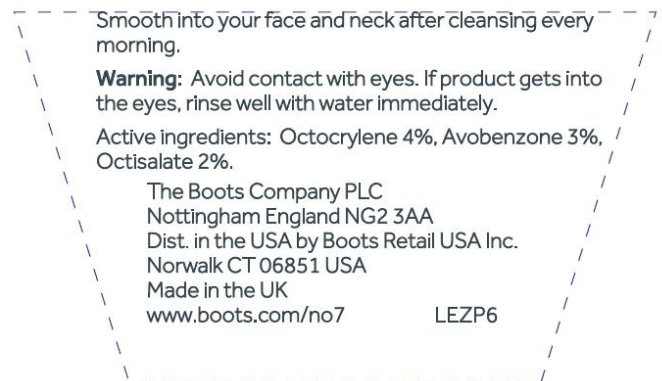 Smooth into your face and neck after cleansing every
morning.
Warning: Avoid contact with eyes. If product gets into
the eyes, rinse well with water immediately.
Active ingredients: Octocrylene 4%, Avobenzone 3%,
Octisalate 2%.
The Boots Company PLC
Nottingham England NG2 3AA
Dist. in the USA by Boots Retail USA Inc.
Norwalk CT 06851 USA
Made in the UK
www.boots.com/no7 LEZP6